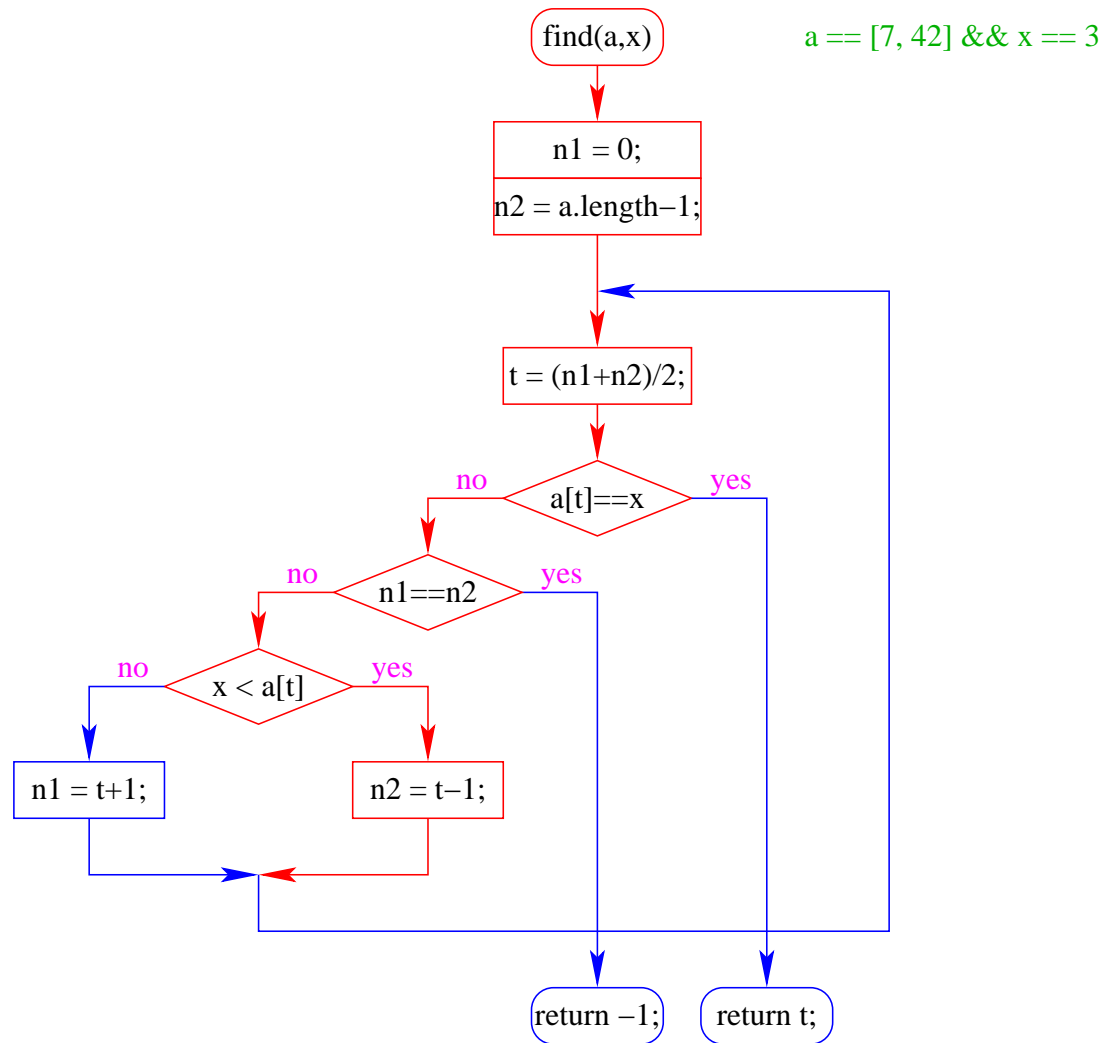 find(a,x)
a == [7, 42] && x == 3
n1 = 0;
n2 = a.length−1;
t = (n1+n2)/2;
no
yes
a[t]==x
no
yes
n1==n2
no
yes
x < a[t]
n1 = t+1;
n2 = t−1;
return −1;
return t;